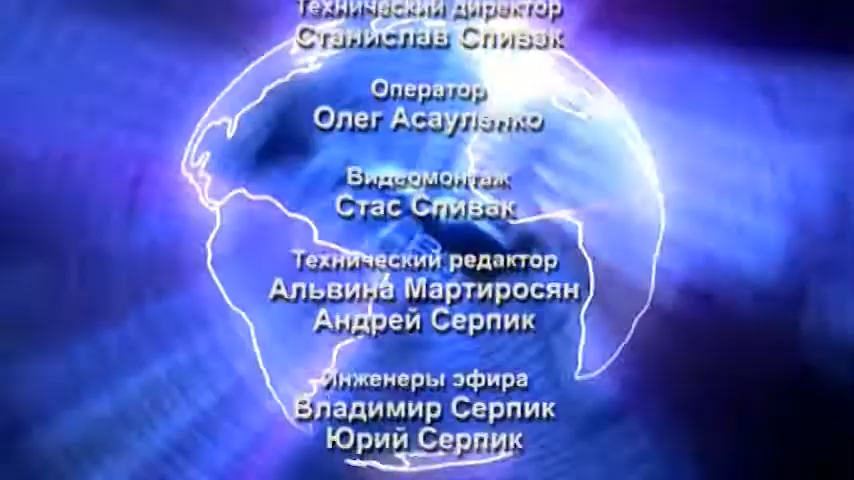 Технический директор
Станислав Спивак
Оператор
Олег Асауленко
Видеомонтаж
Стас Спивак
Технический редактор
Альвина Мартиросян
Андрей Серпик
Инженеры эфира
Владимир Серпик
Юрий Серпик